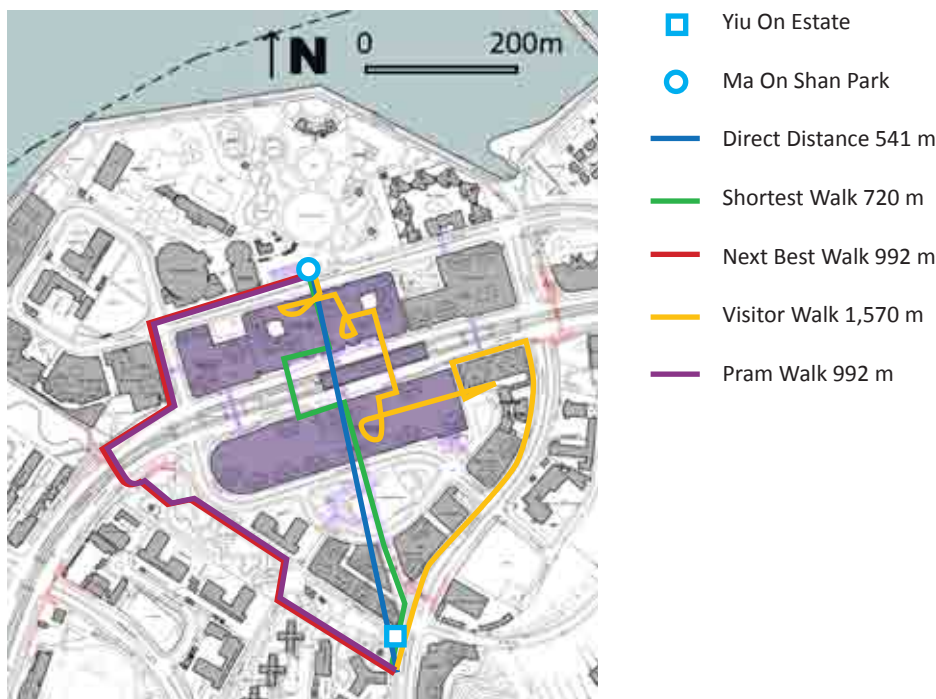 N
0
200m
Yiu On Estate
Ma On Shan Park
Direct Distance 541 m
Shortest Walk 720 m
Next Best Walk 992 m
Visitor Walk 1,570 m
Pram Walk 992 m